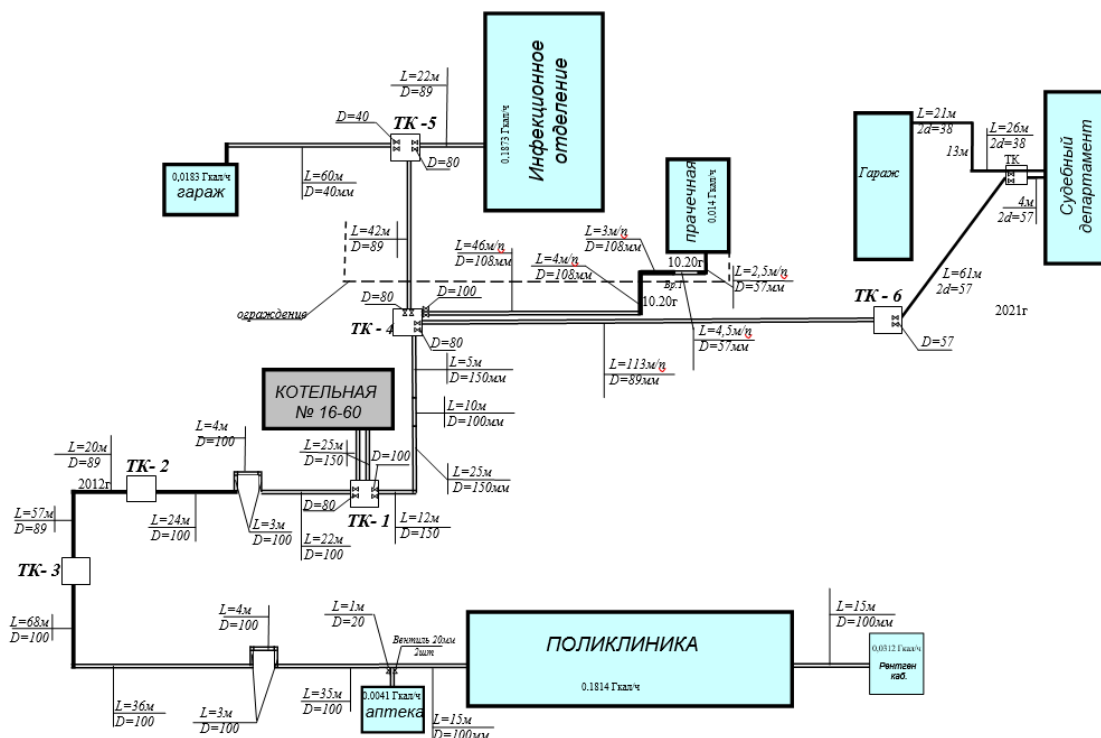 L=22м
D=89
D=40
ТК -5
D=80
0,1873 Гкал/ч
Инфекционное
отделение
0,0183 Гкал/ч
гараж
L=60м
D=40мм
L=42м
D=89
L=46м/п
D=108мм
L=3м/п
D=108мм
L=4м/п
D=108мм
прачечная
0,014 Гкал/ч
10.20г
Вр.1
10.20г
L=2,5м/п
D=57мм
L=4,5м/п
D=57мм
Гараж
L=21м
2d=38
13м
L=26м
2d=38
ТК
4м
2d=57
Судебный
департамент
L=61м
2d=57
2021г
ТК - 6
D=57
ограждение
D=80
D=100
ТК - 4
D=80
L=113м/п
D=89мм
L=5м
D=150мм
L=10м
D=100мм
L=25м
D=150мм
КОТЕЛЬНАЯ
№ 16-60
L=25м
D=150
D=100
D=80
ТК- 1
L=12м
D=150
L=22м
D=100
L=4м
D=100
L=3м
D=100
L=20м
D=89
2012г
ТК- 2
L=24м
D=100
L=57м
D=89
ТК- 3
L=68м
D=100
L=36м
D=100
L=4м
D=100
L=3м
D=100
L=1м
D=20
Вентиль 20мм
2шт
L=35м
D=100
0.0041 Гкал/ч
аптека
L=15м
D=100мм
ПОЛИКЛИНИКА
0.1814 Гкал/ч
L=15м
D=100мм
0,0312 Гкал/ч
Рентген
каб.